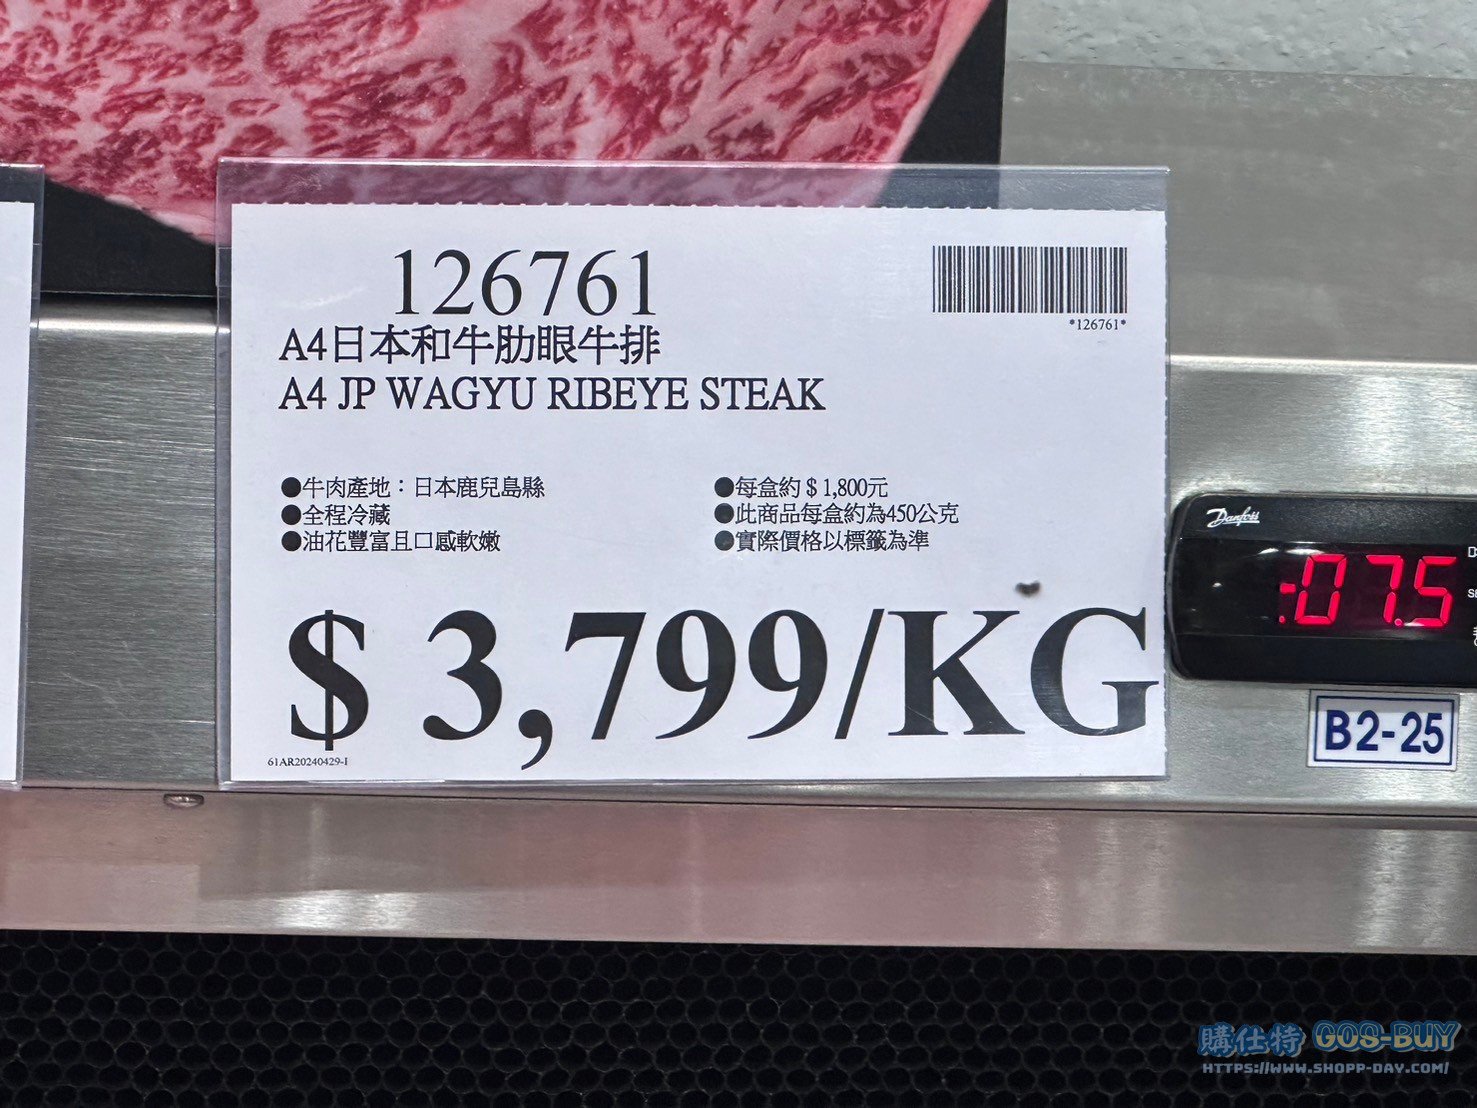 126761
*126761*
A4日本和牛肋眼牛排
A4 JP WAGYU RIBEYE STEAK
●牛肉產地：日本鹿兒島縣
●全程冷藏
●油花豐富且口感軟嫩
●每盒約 $ 1,800元
●此商品每盒約為450公克
●實際價格以標籤為準
$ 3,799/KG
61AR20240429-1
Danfoss
-07.5
B2-25
購仕特 GOS-BUY
HTTPS://WWW.SHOPP-DAY.COM/